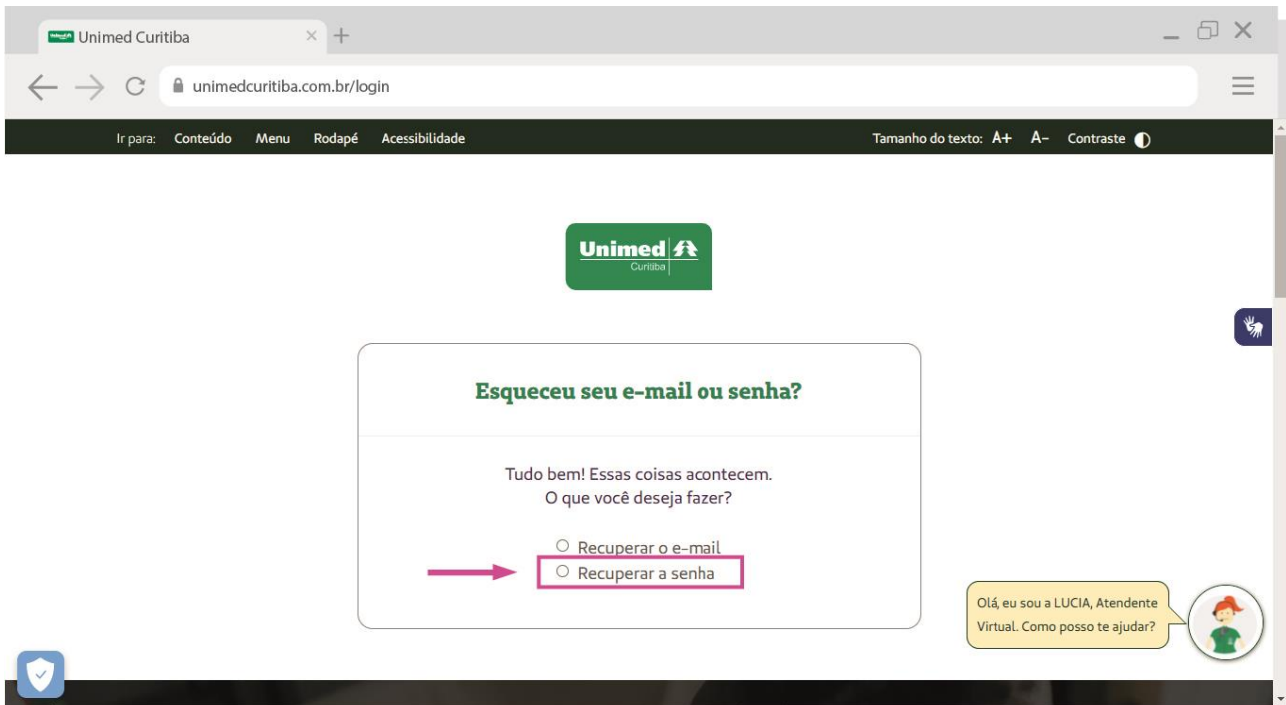 Unimed Curitiba
unimedcuritiba.com.br/login
Ir para: Conteúdo Menu Rodapé Acessibilidade
Tamanho do texto: A+ A- Contraste
Unimed
Curitiba
Esqueceu seu e-mail ou senha?
Tudo bem! Essas coisas acontecem.
O que você deseja fazer?
Recuperar o e-mail
Recuperar a senha
Olá, eu sou a LUCIA, Atendente
Virtual. Como posso te ajudar?